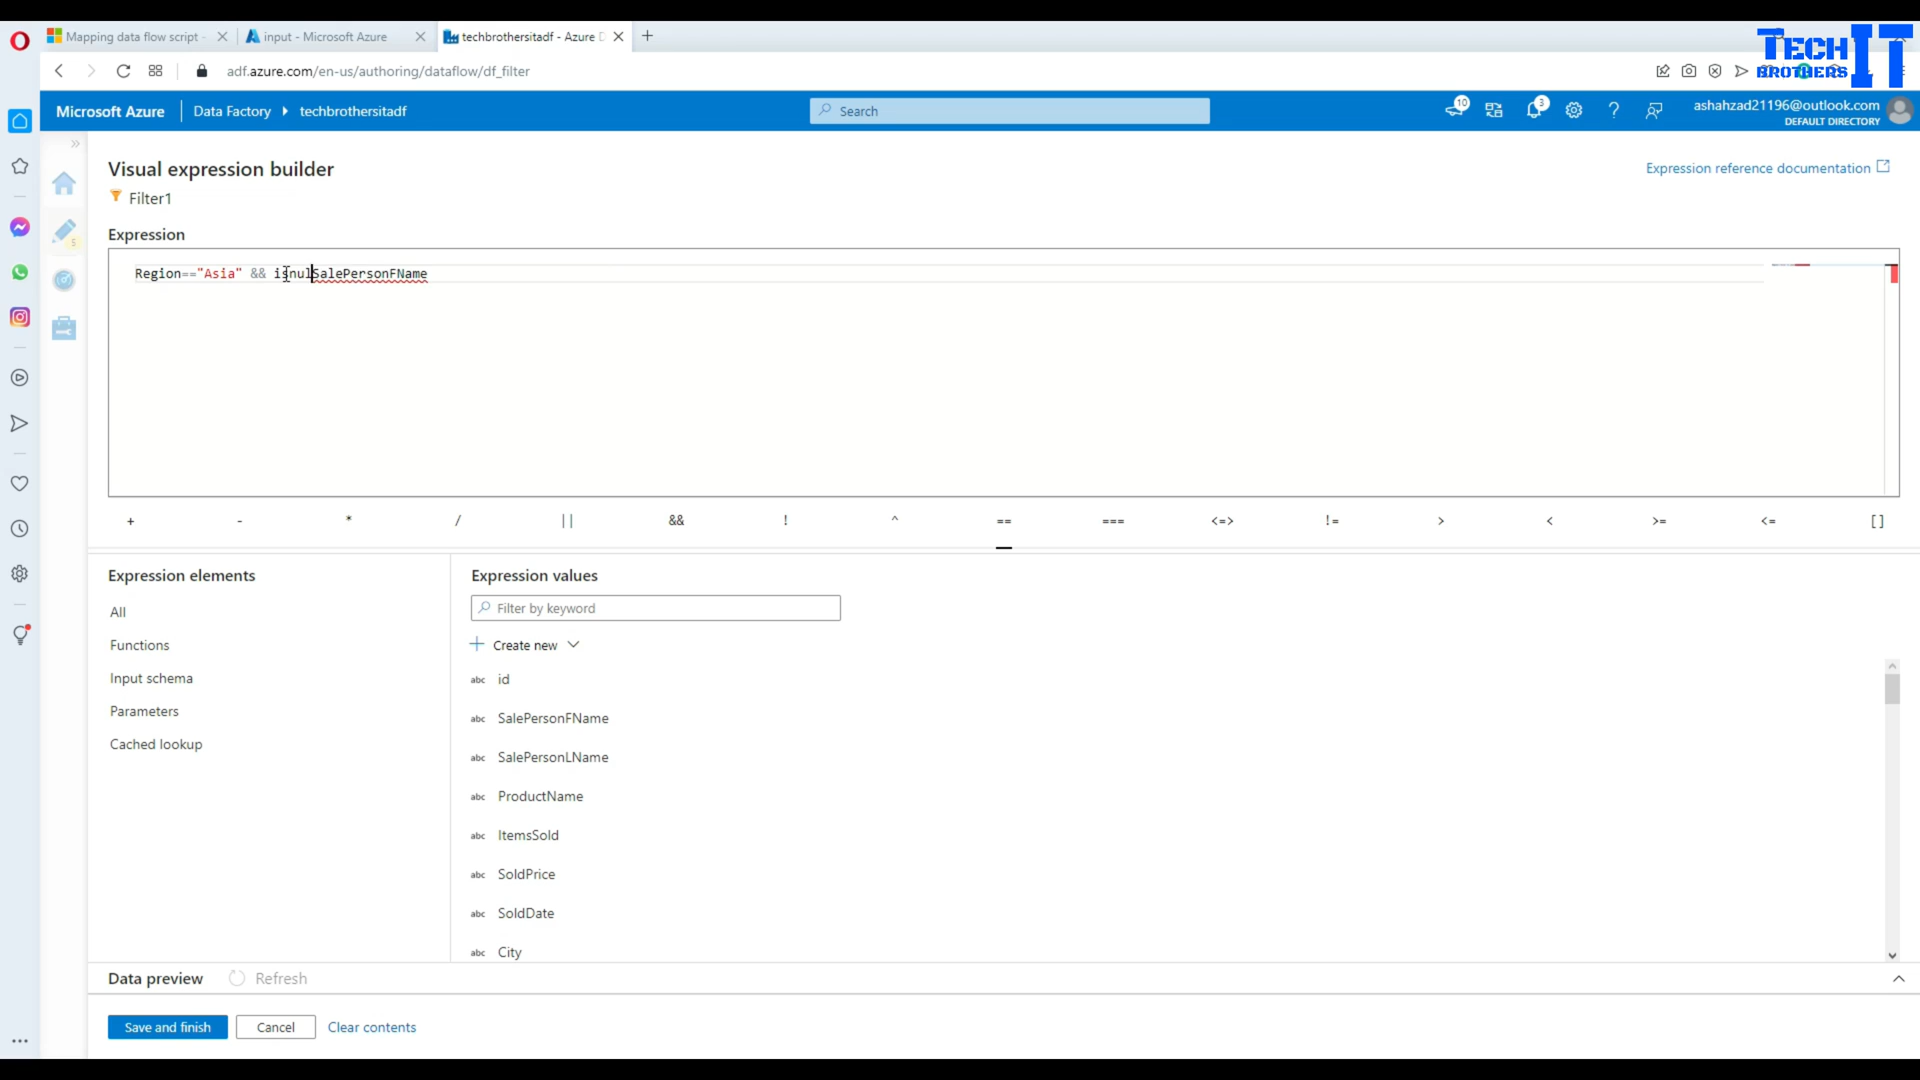 Mapping data flow script -
input - Microsoft Azure
techbrothersitadf - Azure D
TECH IT
BROTHERS
adf.azure.com/en-us/authoring/dataflow/df_filter
Microsoft Azure
Data Factory
techbrothersitadf
Search
10
3
ashahzad21196@outlook.com
DEFAULT DIRECTORY
Visual expression builder
Expression reference documentation
Filter1
5
Expression
Region=="Asia" && isnulSalePersonFName
+ - * / || && ! ^ == === <=> != > < >= <= []
Expression elements
All
Functions
Input schema
Parameters
Cached lookup
Expression values
Filter by keyword
Create new
abc id
abc SalePersonFName
abc SalePersonLName
abc ProductName
abc ItemsSold
abc SoldPrice
abc SoldDate
abc City
Data preview
Refresh
Save and finish
Cancel
Clear contents